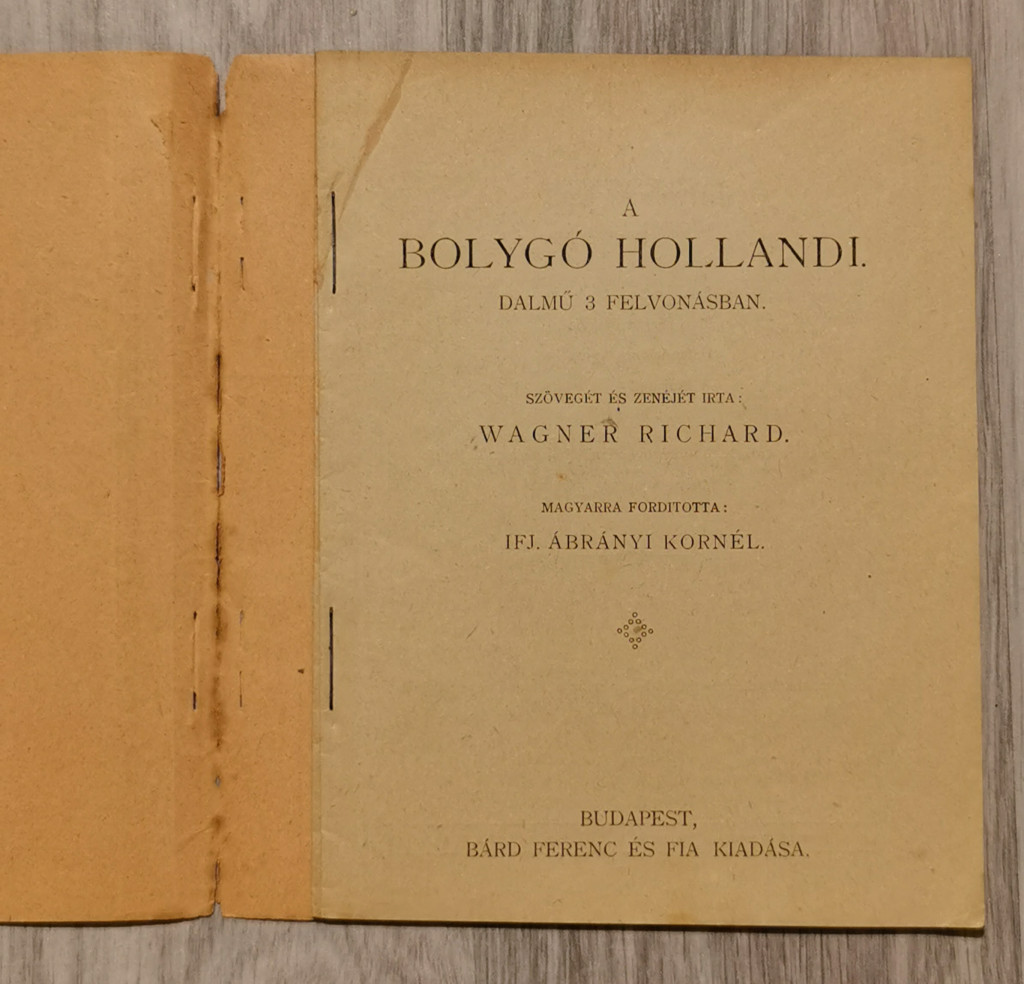 A
BOLYGÓ HOLLANDI.
DALMŰ 3 FELVONÁSBAN.
SZÖVEGÉT ÉS ZENÉJÉT IRTA:
WAGNER RICHARD.
MAGYARRA FORDITOTTA:
IFJ. ÁBRÁNYI KORNÉL.
BUDAPEST,
BÁRD FERENC ÉS FIA KIADÁSA.